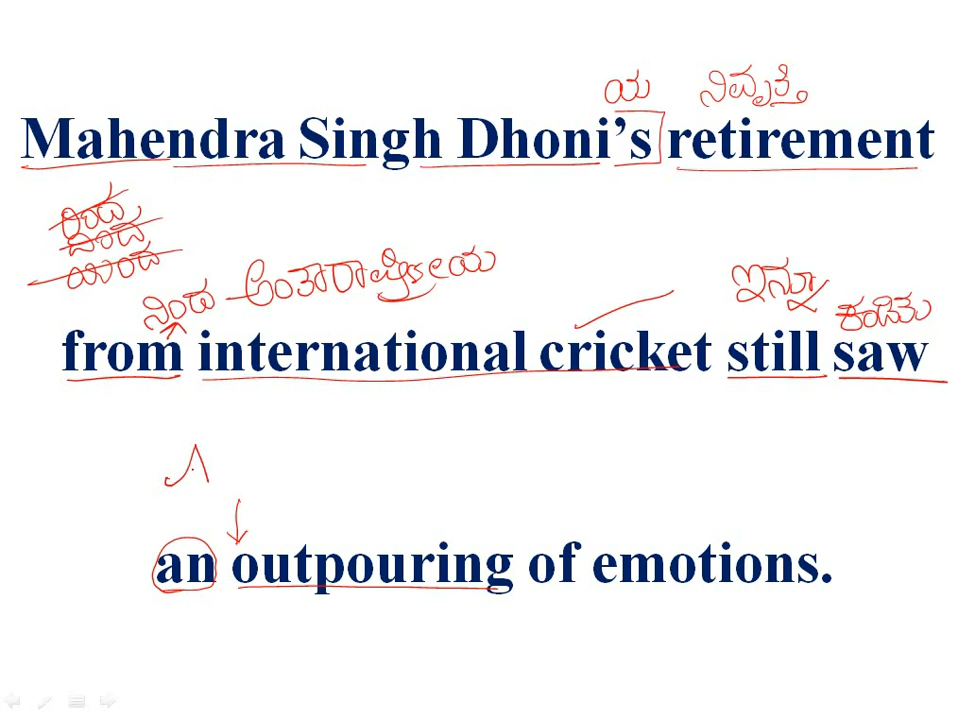 ಯ ನಿವೃತ್ತಿ
Mahendra Singh Dhoni’s retirement
ರಿಂದ
ದಿಂದ
ಯಿಂದ
ನಿಂದ ಅಂತಾರಾಷ್ಟ್ರೀಯ ಇನ್ನೂ
from international cricket still saw
an outpouring of emotions.